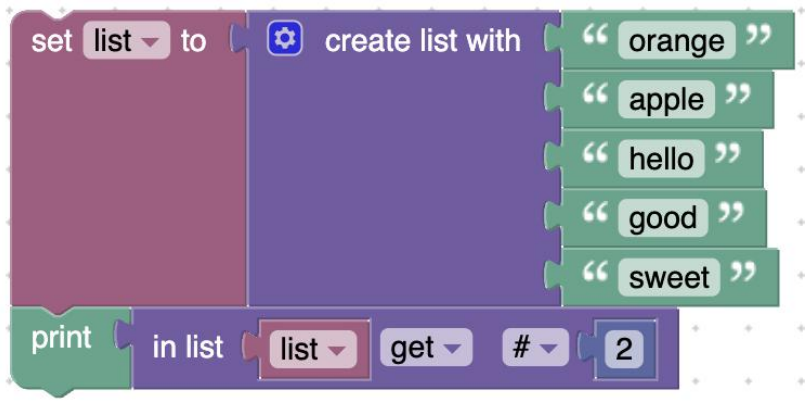 set list to create list with “ orange ”
“ apple ”
“ hello ”
“ good ”
“ sweet ”
print in list list get # 2